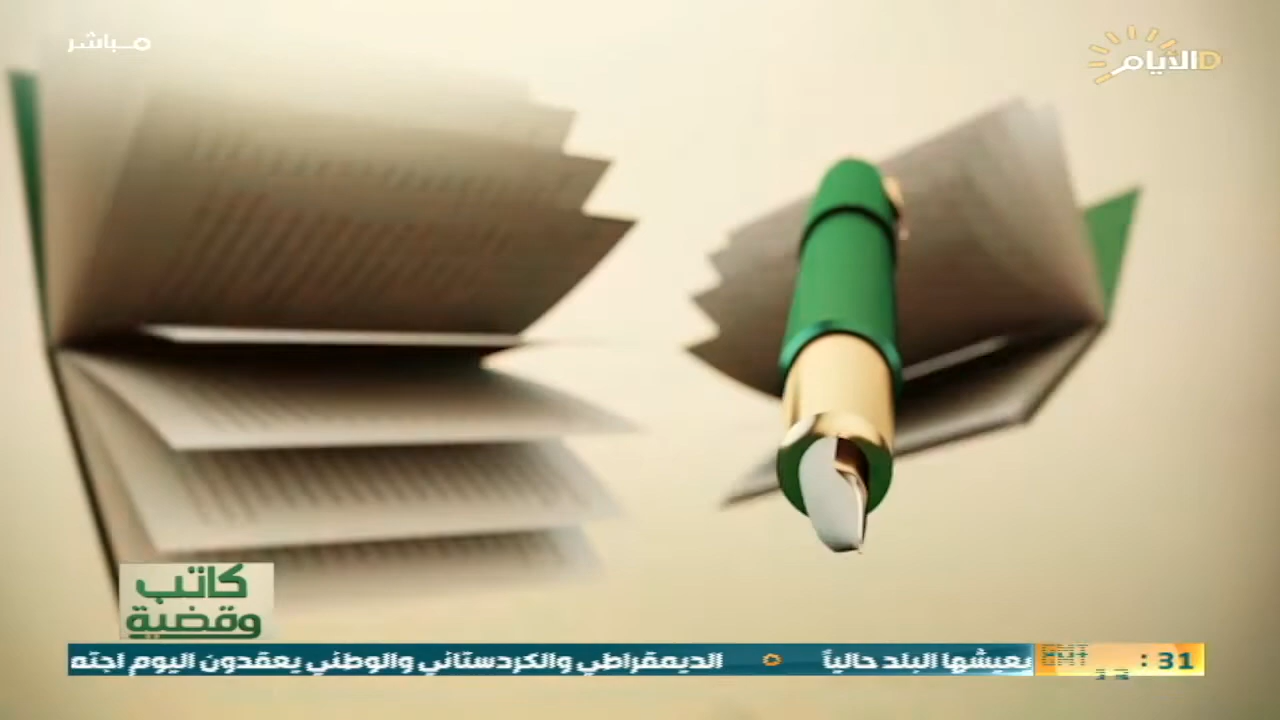 مباشر
الأيام
كاتب
وقضية
يعيشها البلد حالياً
الديمقراطي والكردستاني والوطني يعقدون اليوم اجته
: 31